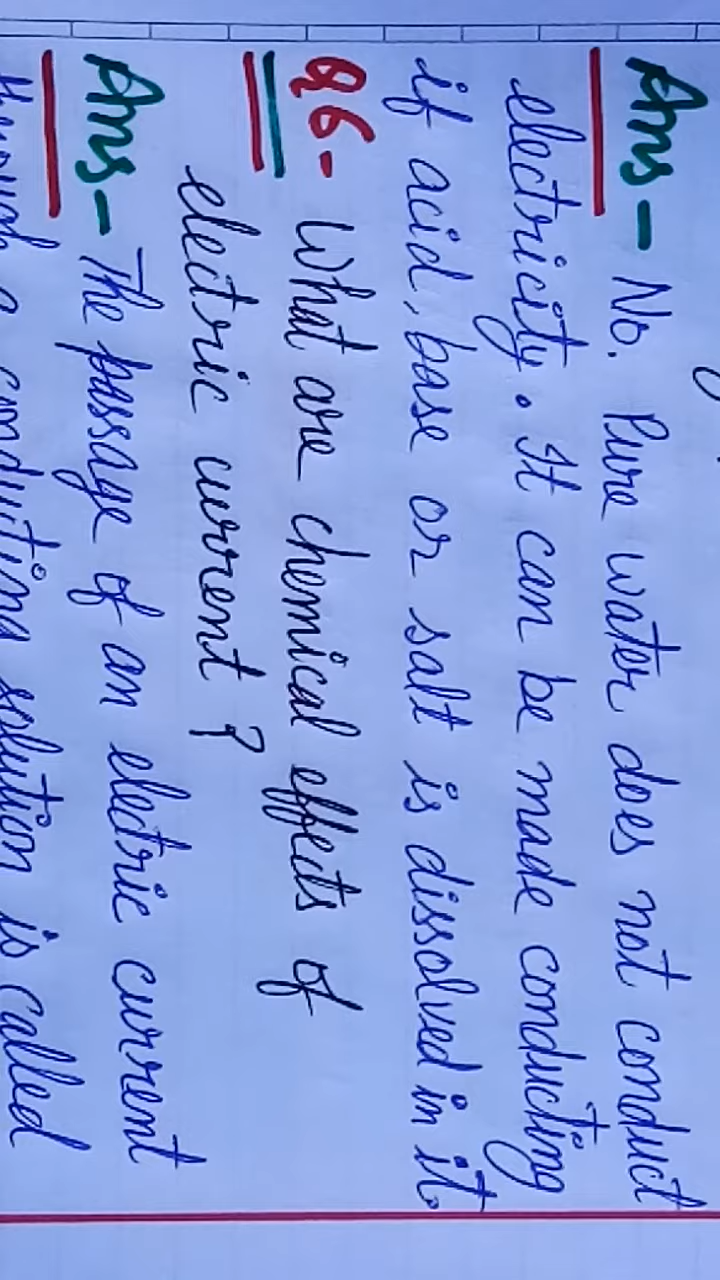 Ans - No. Pure water does not conduct
electricity. It can be made conducting
if acid, base or salt is dissolved in it.
Q6- What are chemical effects of
electric current ?
Ans - The passage of an electric current
through a conducting solution is called